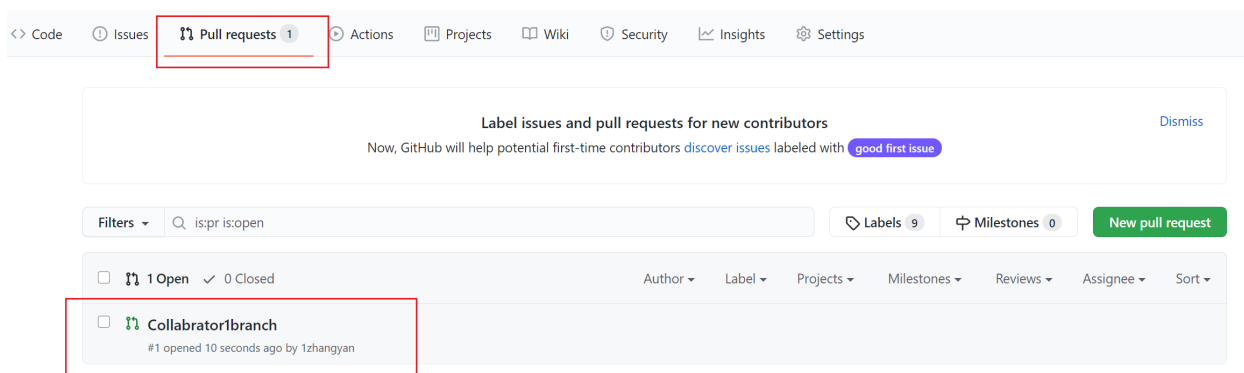 Code Issues Pull requests 1 Actions Projects Wiki Security Insights Settings
Label issues and pull requests for new contributors
Dismiss
Now, GitHub will help potential first-time contributors discover issues labeled with good first issue
Filters is:pr is:open Labels 9 Milestones 0 New pull request
1 Open 0 Closed Author Label Projects Milestones Reviews Assignee Sort
Collabrator1branch
#1 opened 10 seconds ago by 1zhangyan